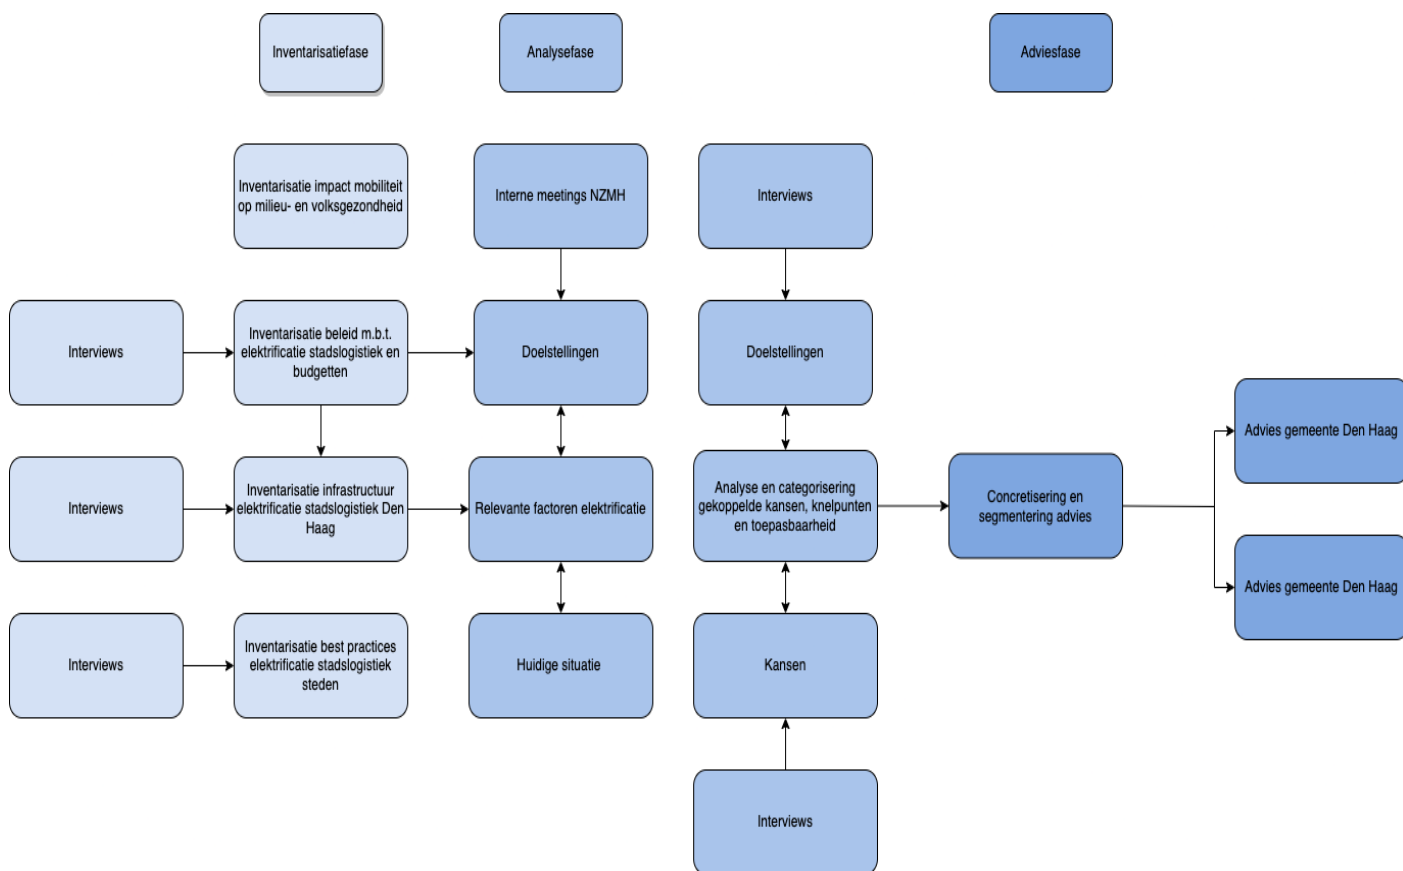 Inventarisatiefase
Analysefase
Adviesfase
Inventarisatie impact mobiliteit
op milieu- en volksgezondheid
Interne meetings NZMH
Interviews
Interviews
Inventarisatie beleid m.b.t.
elektrificatie stadslogistiek en
budgetten
Doelstellingen
Doelstellingen
Advies gemeente Den Haag
Interviews
Inventarisatie infrastructuur
elektrificatie stadslogistiek Den
Haag
Relevante factoren elektrificatie
Analyse en categorisering
gekoppelde kansen, knelpunten
en toepasbaarheid
Concretisering en
segmentering advies
Advies gemeente Den Haag
Interviews
Inventarisatie best practices
elektrificatie stadslogistiek
steden
Huidige situatie
Kansen
Interviews